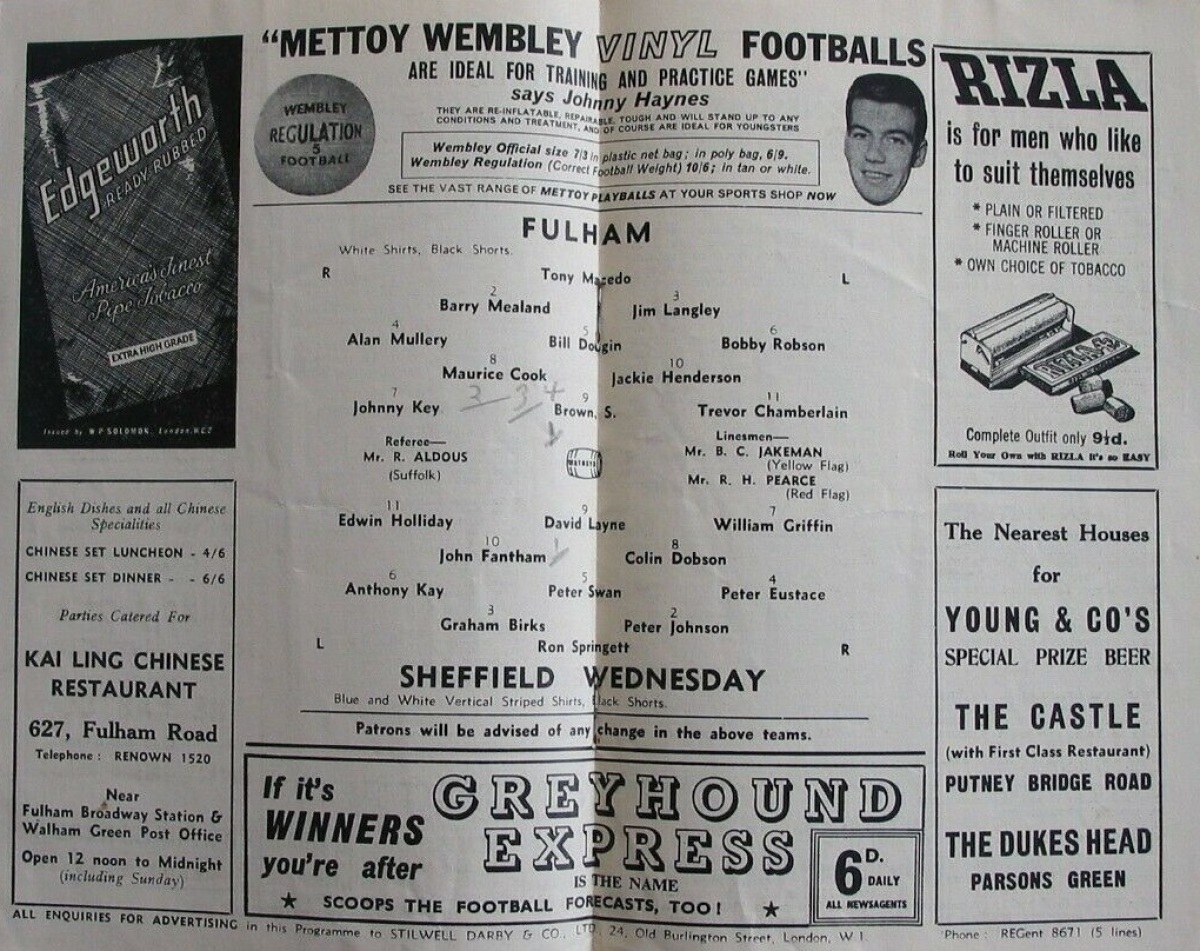 Edgeworth
READY-RUBBED
America's finest
Pipe Tobacco
EXTRA HIGH GRADE
Issued by W P SOLOMON. London. W.C.2
English Dishes and all Chinese
Specialities
CHINESE SET LUNCHEON - 4/6
CHINESE SET DINNER - - 6/6
Parties Catered For
KAI LING CHINESE
RESTAURANT
627, Fulham Road
Telephone : RENOWN 1520
Near
Fulham Broadway Station &
Walham Green Post Office
Open 12 noon to Midnight
(including Sunday)
"METTOY WEMBLEY VINYL FOOTBALLS
ARE IDEAL FOR TRAINING AND PRACTICE GAMES"
says Johnny Haynes
THEY ARE RE-INFLATABLE, REPAIRABLE, TOUGH AND WILL STAND UP TO ANY
CONDITIONS AND TREATMENT, AND OF COURSE ARE IDEAL FOR YOUNGSTERS
WEMBLEY
REGULATION
5
FOOTBALL
Wembley Official size 7/3 in plastic net bag; in poly bag, 6/9.
Wembley Regulation (Correct Football Weight) 10/6; in tan or white.
SEE THE VAST RANGE OF METTOY PLAYBALLS AT YOUR SPORTS SHOP NOW
FULHAM
White Shirts, Black Shorts.
R Tony Macedo L
2 3
Barry Mealand Jim Langley
4 5 6
Alan Mullery Bill Dodgin Bobby Robson
8 10
Maurice Cook Jackie Henderson
7 9 11
Johnny Key 3 3 4 Brown, S. Trevor Chamberlain
Referee— Linesmen—
Mr. R. ALDOUS Mr. B. C. JAKEMAN
(Suffolk) (Yellow Flag)
WATNEYS
Mr. R. H. PEARCE
(Red Flag)
11 9 7
Edwin Holliday David Layne William Griffin
10 8
John Fantham Colin Dobson
6 5 4
Anthony Kay Peter Swan Peter Eustace
3 2
Graham Birks Peter Johnson
L Ron Springett R
SHEFFIELD WEDNESDAY
Blue and White Vertical Striped Shirts, Black Shorts.
Patrons will be advised of any change in the above teams.
If it's
WINNERS
you're after
GREYHOUND
EXPRESS
IS THE NAME
★ SCOOPS THE FOOTBALL FORECASTS, TOO! ★
6D.
DAILY
ALL NEWSAGENTS
RIZLA
is for men who like
to suit themselves
* PLAIN OR FILTERED
* FINGER ROLLER OR
MACHINE ROLLER
* OWN CHOICE OF TOBACCO
Complete Outfit only 9½d.
Roll Your Own with RIZLA it's so EASY
The Nearest Houses
for
YOUNG & CO'S
SPECIAL PRIZE BEER
THE CASTLE
(with First Class Restaurant)
PUTNEY BRIDGE ROAD
THE DUKES HEAD
PARSONS GREEN
ALL ENQUIRIES FOR ADVERTISING in this Programme to STILWELL DARBY & CO., LTD., 24, Old Burlington Street, London, W 1. 'Phone : REGent 8671 (5 lines)